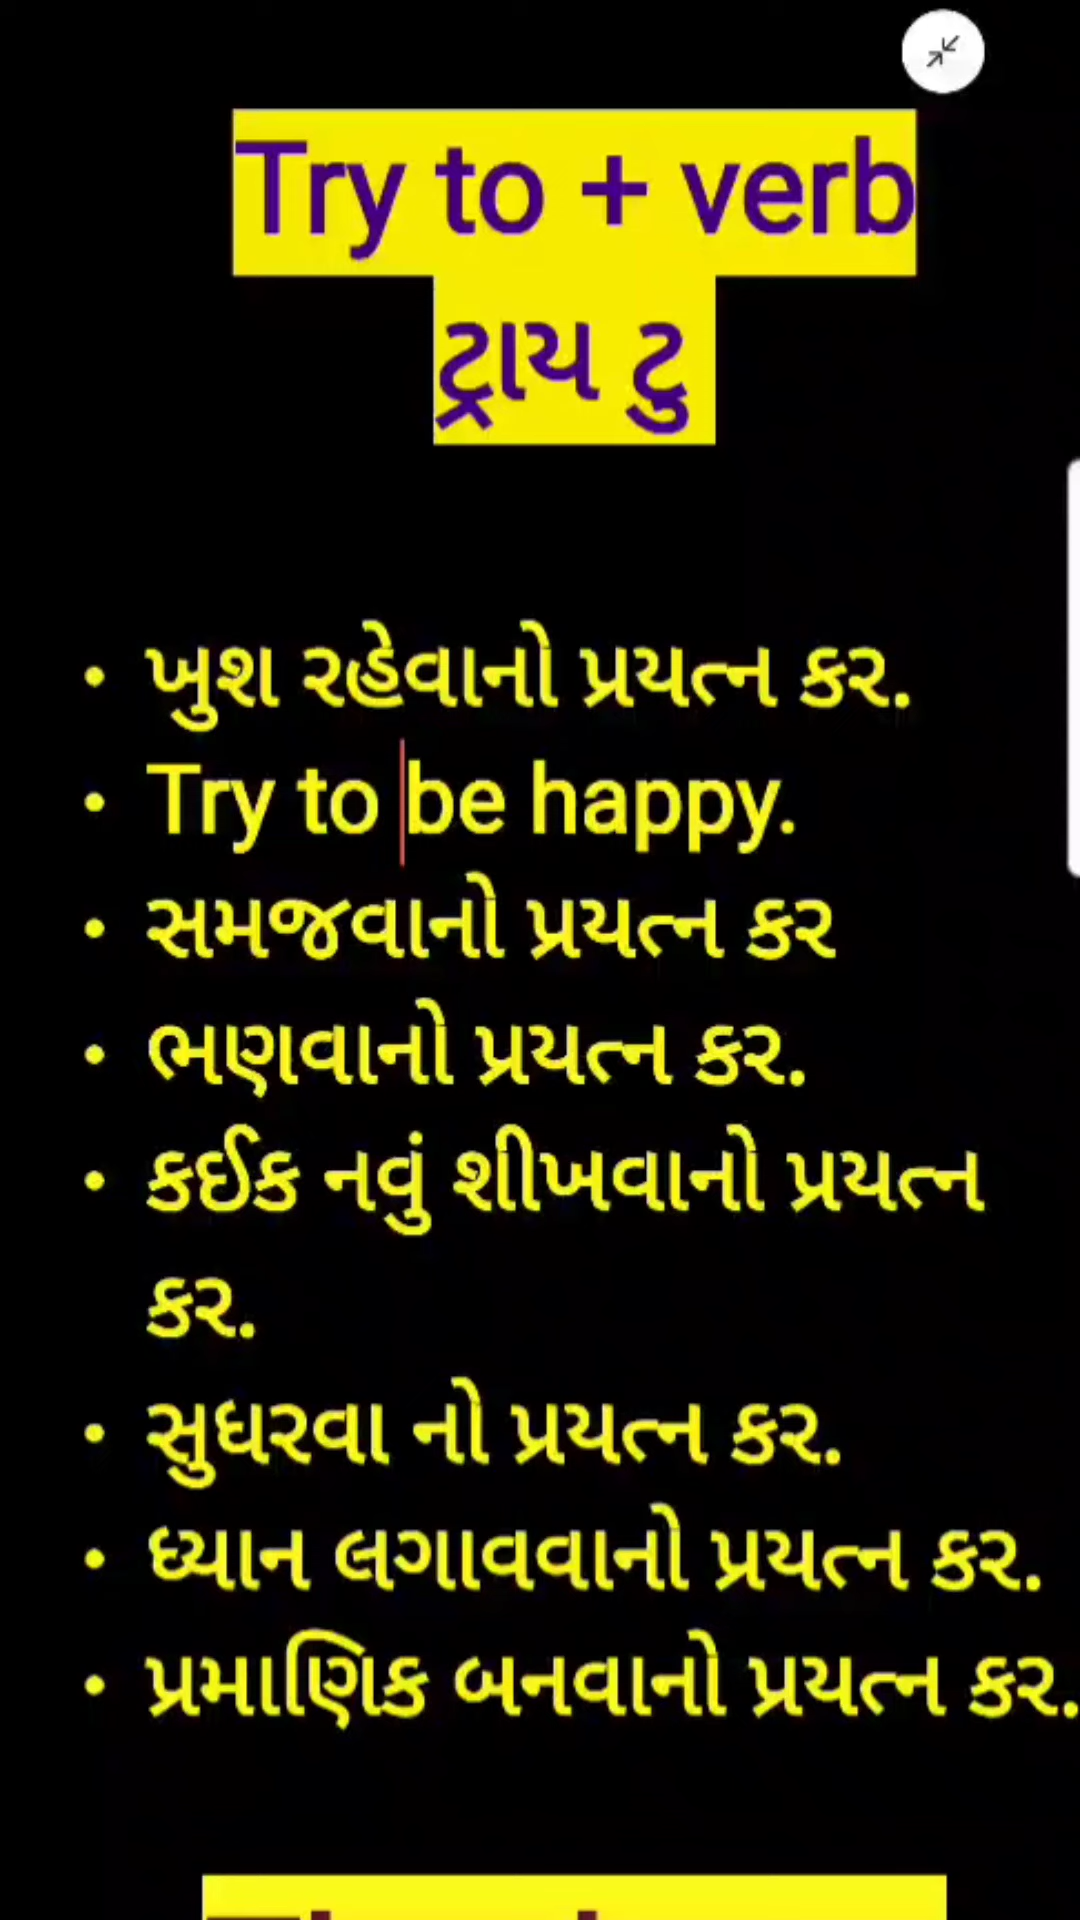 Try to + verb
ટ્રાય ટુ
• ખુશ રહેવાનો પ્રયત્ન કર.
• Try to be happy.
• સમજવાનો પ્રયત્ન કર
• ભણવાનો પ્રયત્ન કર.
• કઈક નવું શીખવાનો પ્રયત્ન
કર.
• સુધરવા નો પ્રયત્ન કર.
• ધ્યાન લગાવવાનો પ્રયત્ન કર.
• પ્રમાણિક બનવાનો પ્રયત્ન કર.